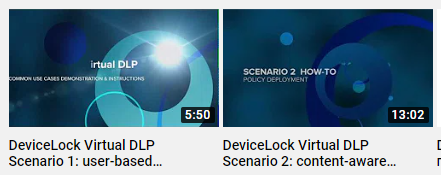 irtual DLP
COMMON USE CASES DEMONSTRATION & INSTRUCTIONS
5:50
SCENARIO 2 HOW-TO
POLICY DEPLOYMENT
13:02
DeviceLock Virtual DLP
Scenario 1: user-based...
DeviceLock Virtual DLP
Scenario 2: content-aware...